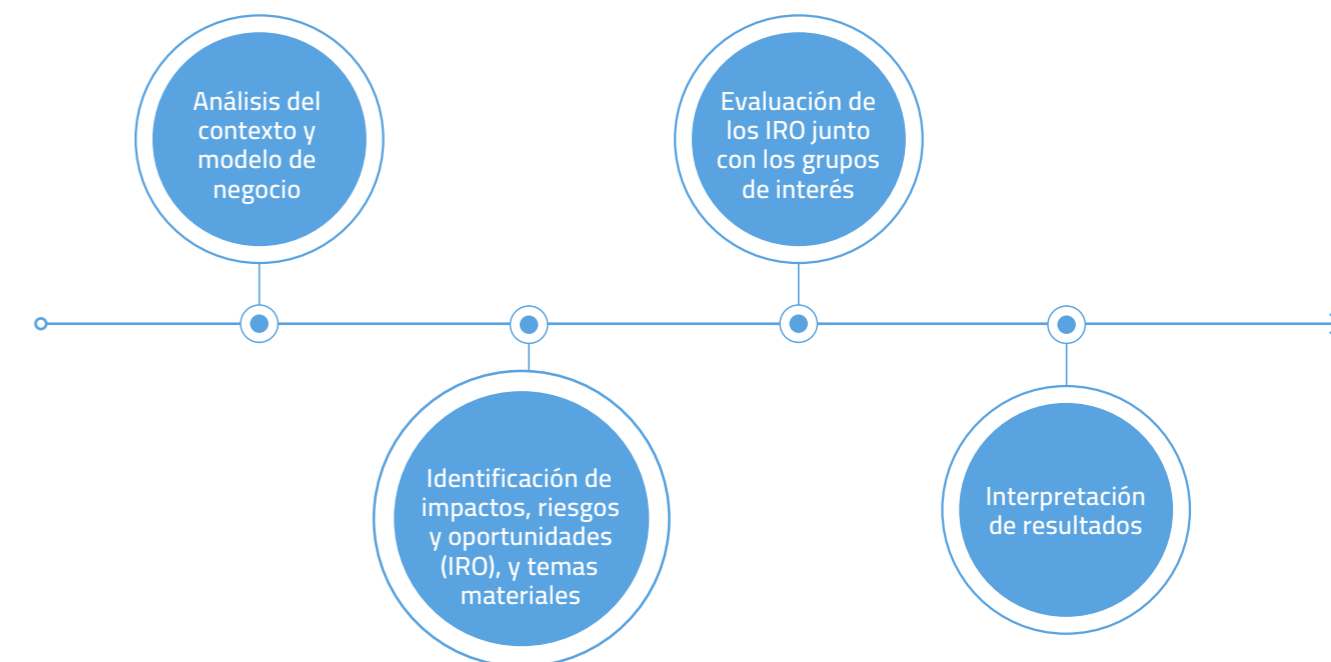 Análisis del
contexto y
modelo de
negocio
Identificación de
impactos, riesgos
y oportunidades
(IRO), y temas
materiales
Evaluación de
los IRO junto
con los grupos
de interés
Interpretación
de resultados